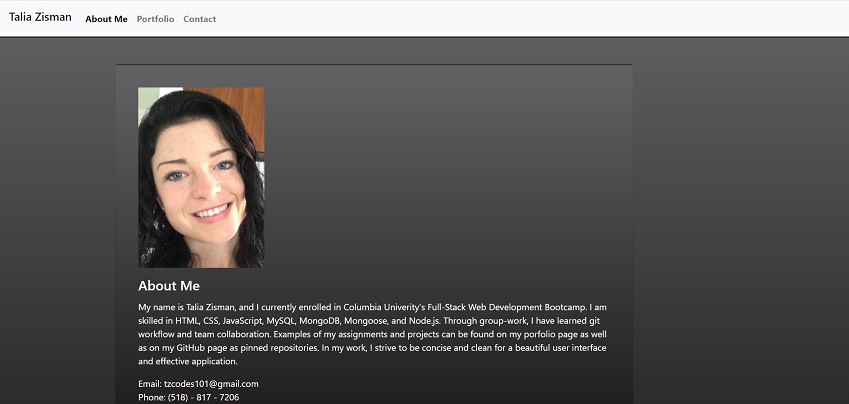 Talia Zisman About Me Portfolio Contact
About Me
My name is Talia Zisman, and I currently enrolled in Columbia Univerity's Full-Stack Web Development Bootcamp. I am
skilled in HTML, CSS, JavaScript, MySQL, MongoDB, Mongoose, and Node.js. Through group-work, I have learned git
workflow and team collaboration. Examples of my assignments and projects can be found on my porfolio page as well
as on my GitHub page as pinned repositories. In my work, I strive to be concise and clean for a beautiful user interface
and effective application.
Email: tzcodes101@gmail.com
Phone: (518) - 817 - 7206